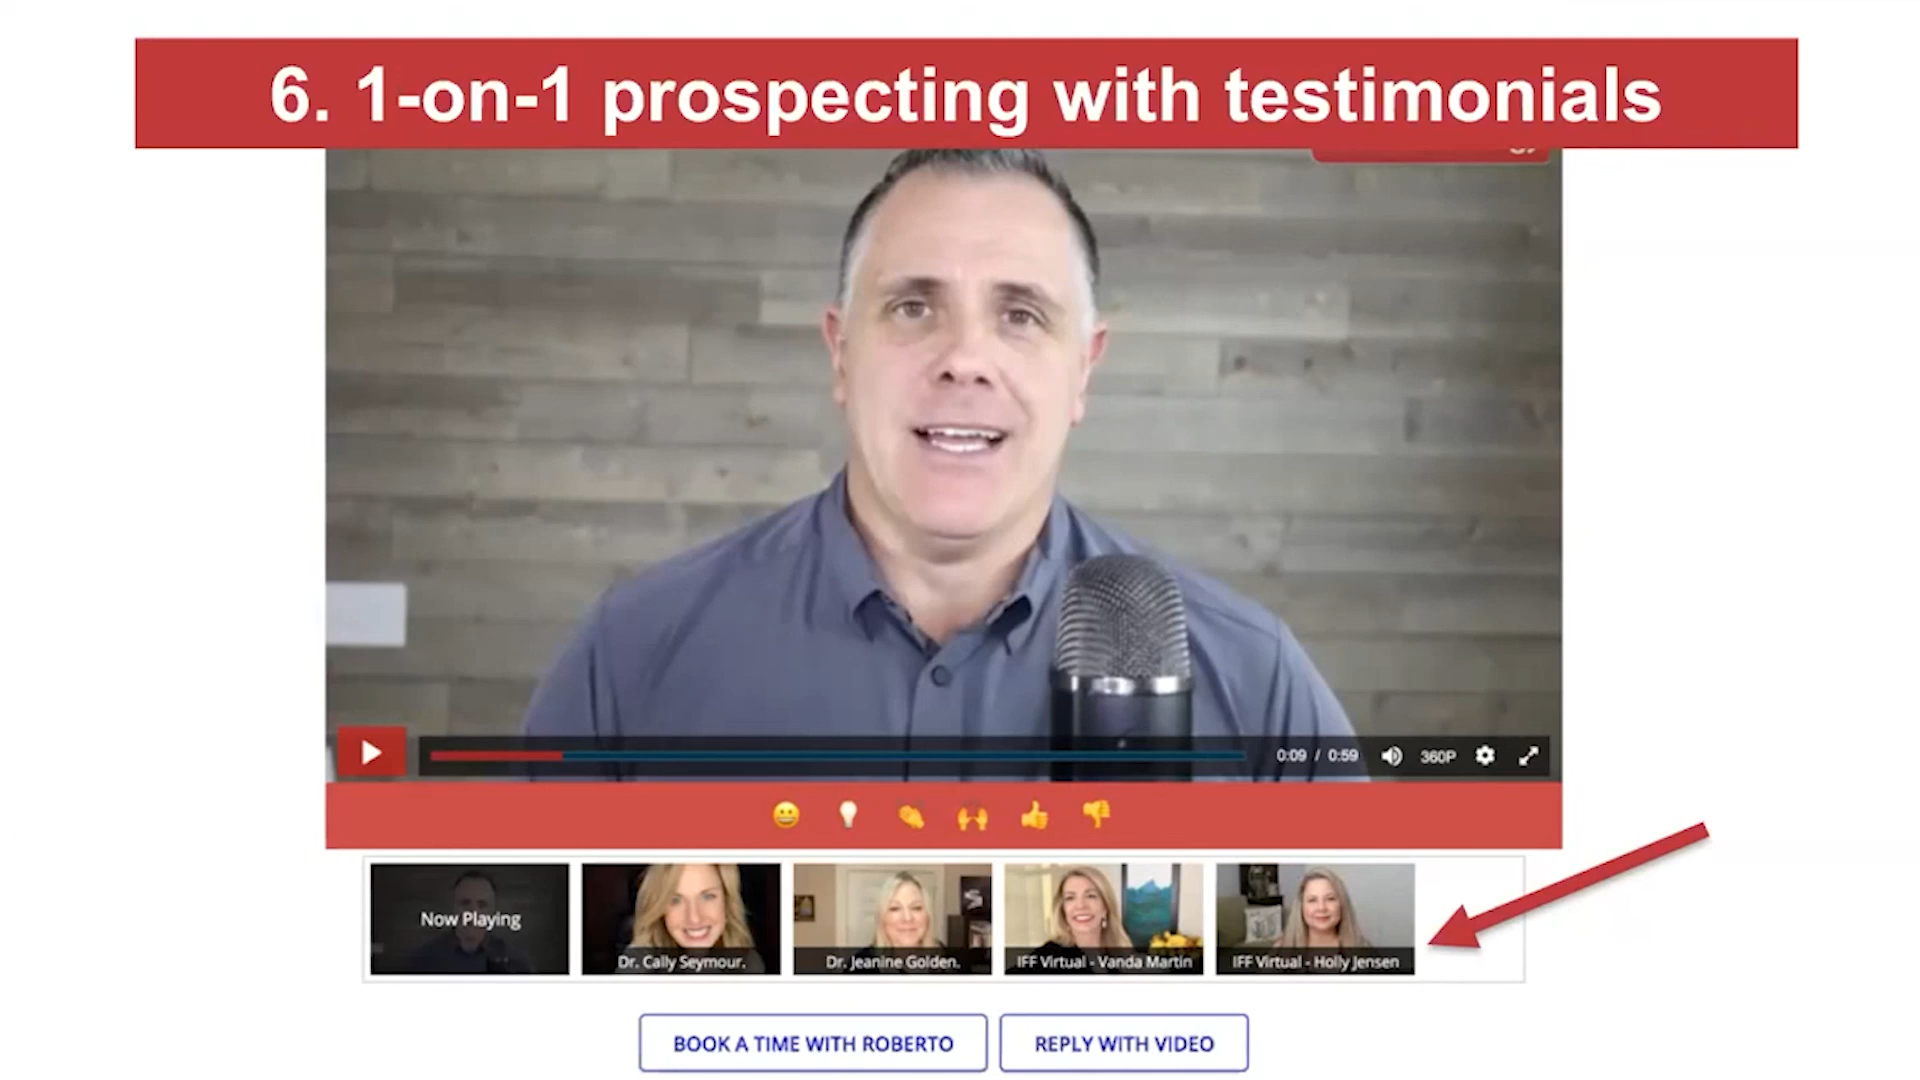 6. 1-on-1 prospecting with testimonials
0:09 / 0:59
360P
Now Playing
Dr. Cally Seymour.
Dr. Jeanine Golden.
IFF Virtual - Vanda Martin
IFF Virtual - Holly Jensen
BOOK A TIME WITH ROBERTO
REPLY WITH VIDEO